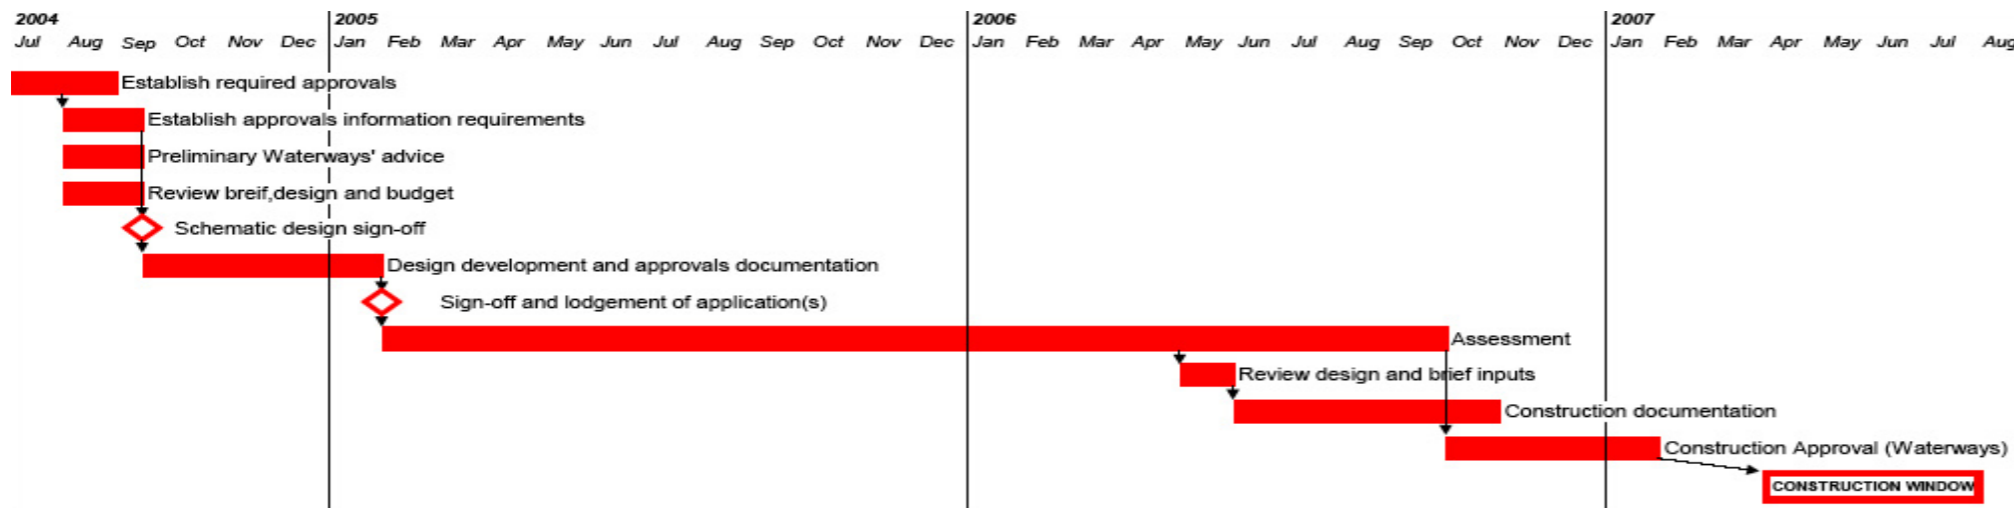 2004 2005 2006 2007
Jul Aug Sep Oct Nov Dec Jan Feb Mar Apr May Jun Jul Aug Sep Oct Nov Dec Jan Feb Mar Apr May Jun Jul Aug Sep Oct Nov Dec Jan Feb Mar Apr May Jun Jul Aug
Establish required approvals
Establish approvals information requirements
Preliminary Waterways' advice
Review breif,design and budget
Schematic design sign-off
Design development and approvals documentation
Sign-off and lodgement of application(s)
Assessment
Review design and brief inputs
Construction documentation
Construction Approval (Waterways)
CONSTRUCTION WINDOW